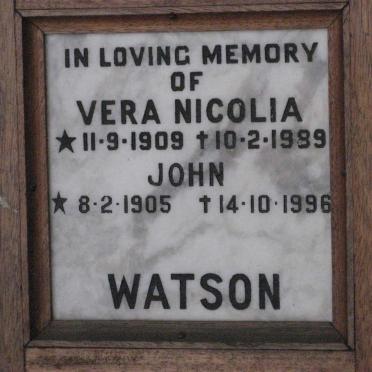 IN LOVING MEMORY
OF
VERA NICOLIA
★ 11·9·1909 ✝ 10·2·1989
JOHN
★ 8·2·1905 ✝ 14·10·1996
WATSON